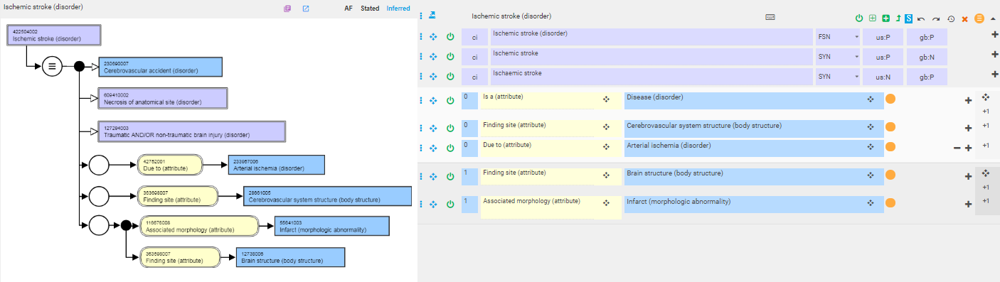 Ischemic stroke (disorder)
AF Stated Inferred
422504002
Ischemic stroke (disorder)
230690007
Cerebrovascular accident (disorder)
609410002
Necrosis of anatomical site (disorder)
127294003
Traumatic AND/OR non-traumatic brain injury (disorder)
42752001
Due to (attribute)
233967006
Arterial ischemia (disorder)
363698007
Finding site (attribute)
28661005
Cerebrovascular system structure (body structure)
116676008
Associated morphology (attribute)
55641003
Infarct (morphologic abnormality)
363698007
Finding site (attribute)
12738006
Brain structure (body structure)
Ischemic stroke (disorder)
S
ci Ischemic stroke (disorder) FSN us:P gb:P
ci Ischemic stroke SYN us:P gb:N
ci Ischaemic stroke SYN us:N gb:P
0 Is a (attribute) Disease (disorder)
+1
0 Finding site (attribute) Cerebrovascular system structure (body structure) +1
0 Due to (attribute) Arterial ischemia (disorder) +1
1 Finding site (attribute) Brain structure (body structure)
+1
1 Associated morphology (attribute) Infarct (morphologic abnormality) +1